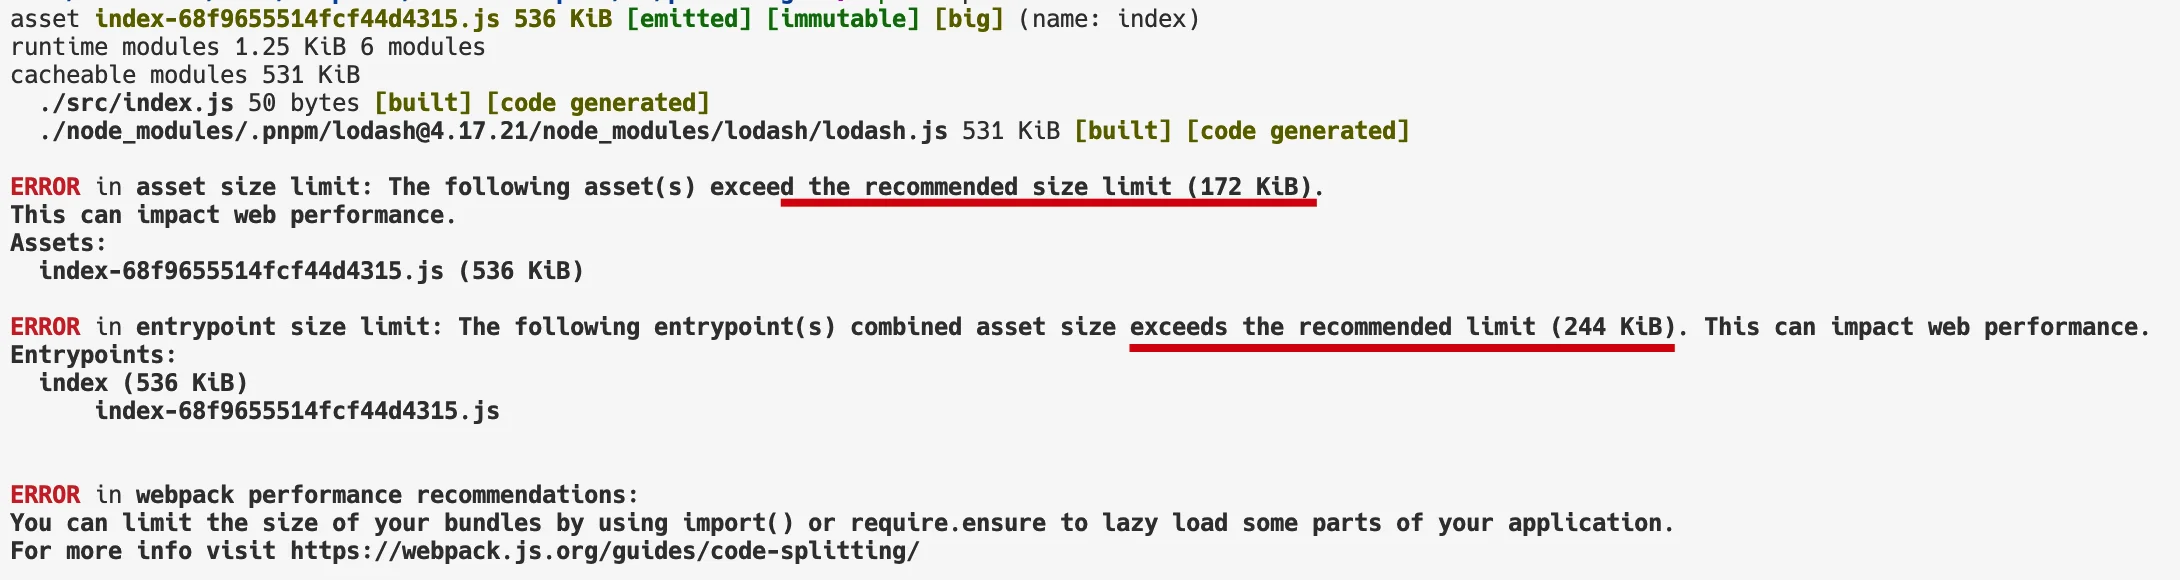 asset index-68f9655514fcf44d4315.js 536 KiB [emitted] [immutable] [big] (name: index)
runtime modules 1.25 KiB 6 modules
cacheable modules 531 KiB
  ./src/index.js 50 bytes [built] [code generated]
  ./node_modules/.pnpm/lodash@4.17.21/node_modules/lodash/lodash.js 531 KiB [built] [code generated]
ERROR in asset size limit: The following asset(s) exceed the recommended size limit (172 KiB).
This can impact web performance.
Assets:
  index-68f9655514fcf44d4315.js (536 KiB)
ERROR in entrypoint size limit: The following entrypoint(s) combined asset size exceeds the recommended limit (244 KiB). This can impact web performance.
Entrypoints:
  index (536 KiB)
      index-68f9655514fcf44d4315.js
ERROR in webpack performance recommendations:
You can limit the size of your bundles by using import() or require.ensure to lazy load some parts of your application.
For more info visit https://webpack.js.org/guides/code-splitting/